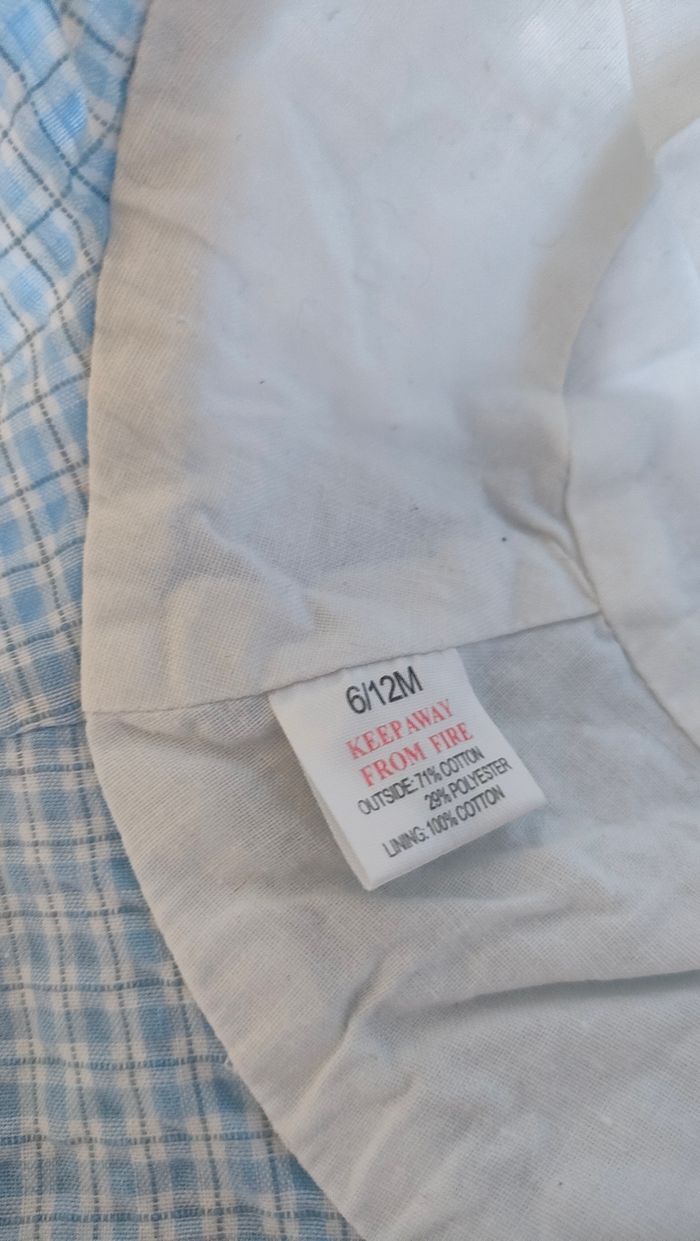 6/12M
KEEP AWAY
FROM FIRE
OUTSIDE: 71% COTTON
29% POLYESTER
LINING: 100% COTTON